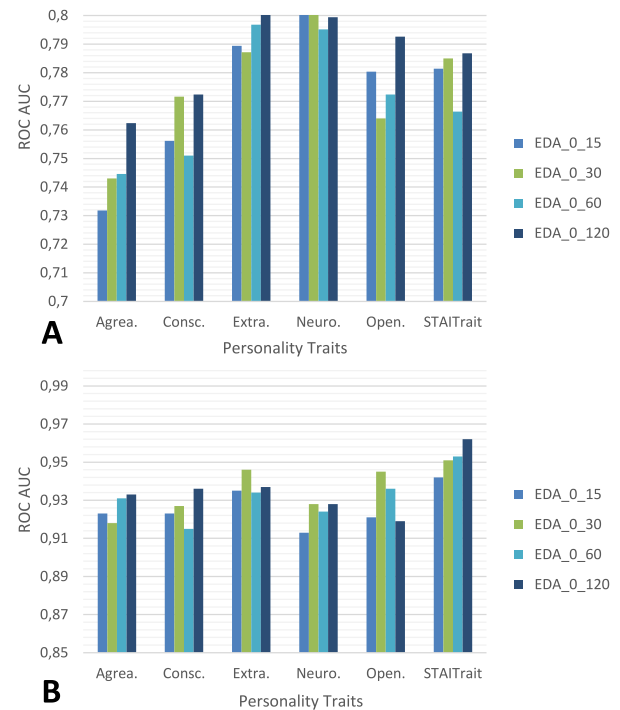 0,8
0,79
0,78
0,77
0,76
0,75
0,74
0,73
0,72
0,71
0,7
ROC AUC
Agrea. Consc. Extra. Neuro. Open. STAITrait
Personality Traits
A
EDA_0_15
EDA_0_30
EDA_0_60
EDA_0_120
0,99
0,97
0,95
0,93
0,91
0,89
0,87
0,85
ROC AUC
Agrea. Consc. Extra. Neuro. Open. STAITrait
Personality Traits
B
EDA_0_15
EDA_0_30
EDA_0_60
EDA_0_120